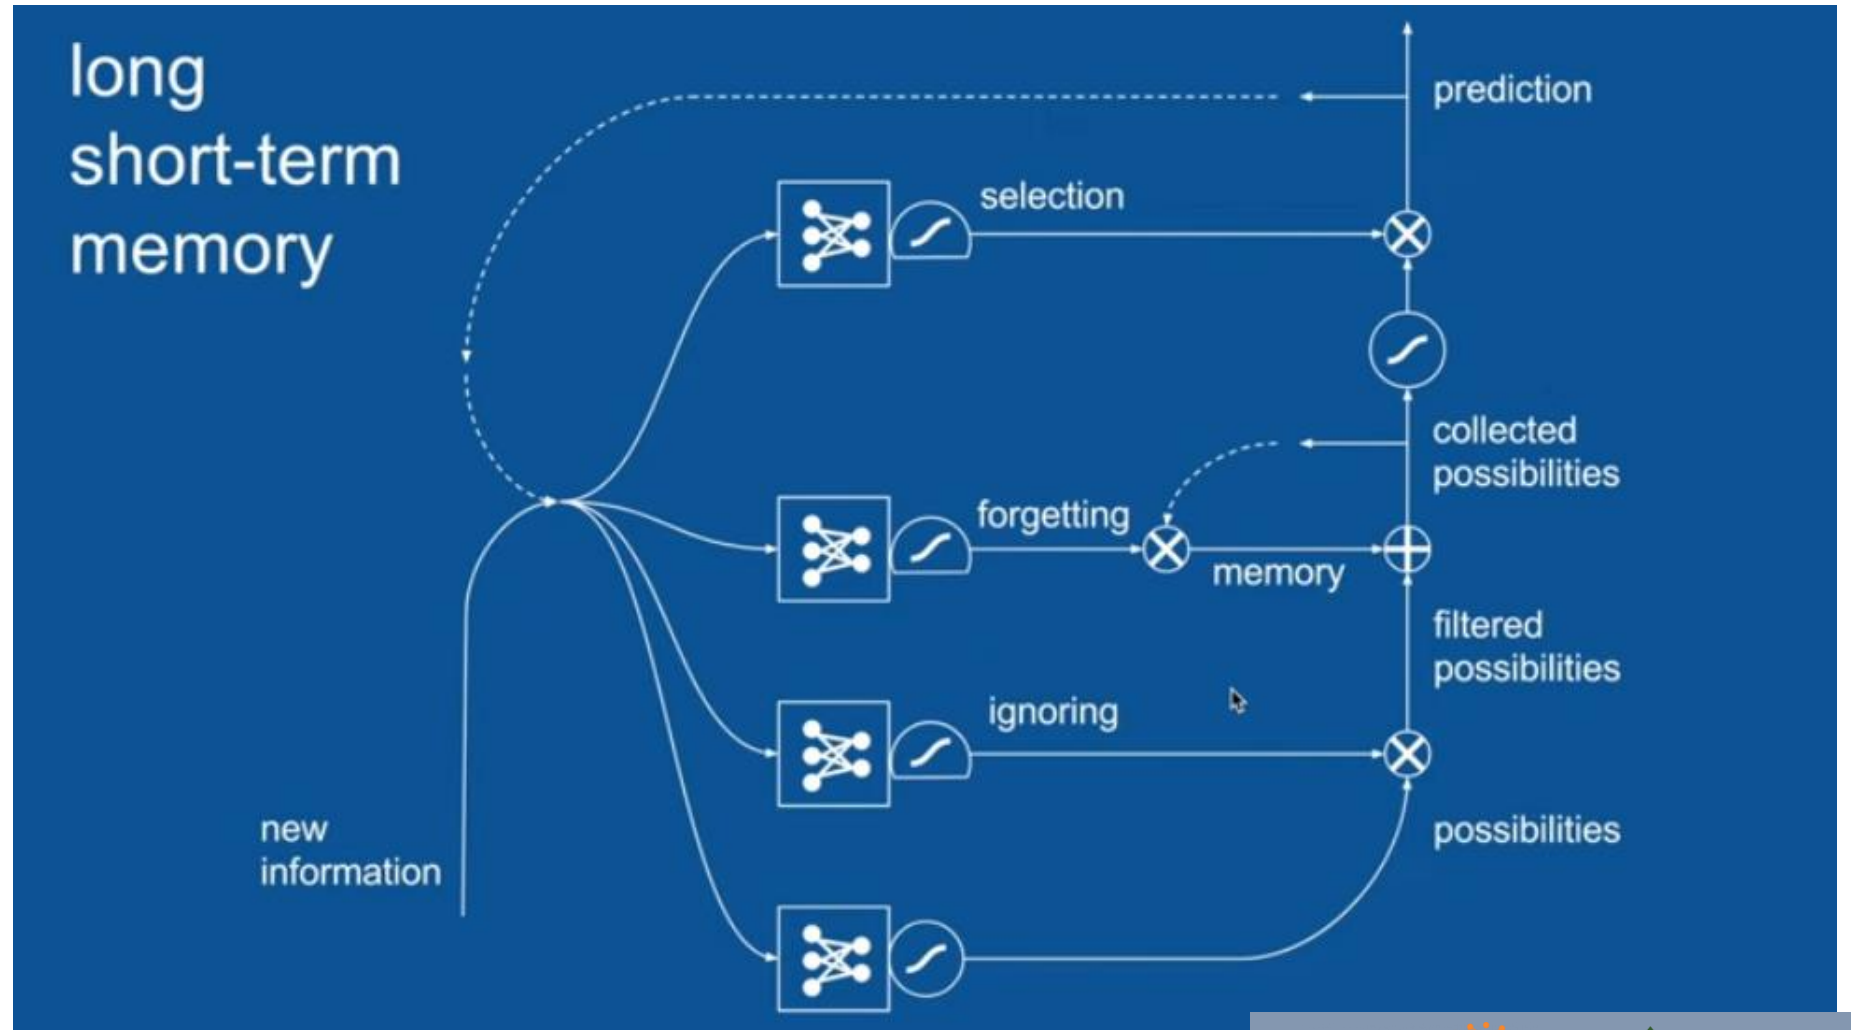 long
short-term
memory
prediction
selection
collected
possibilities
forgetting
memory
filtered
possibilities
ignoring
new
information
possibilities